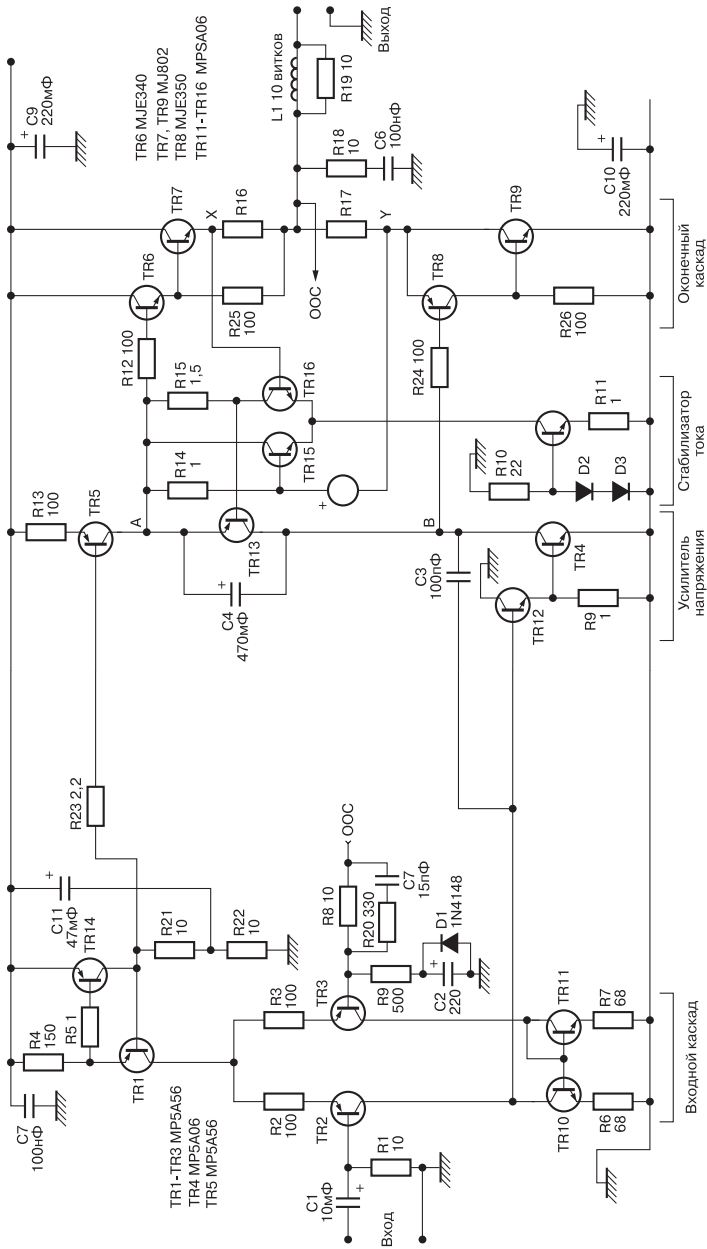 C7
100нФ
R4
150
R5 1
TR14
C11
47мФ
TR1
R21
10
R22
10
R23 2,2
TR1-TR3 MP5A56
TR4 MP5A06
TR5 MP5A56
R2
100
R3
100
TR2
TR3
C1
10мФ
R1
10
Вход
R8 10
ООС
R20 330
C7
15пФ
R9
500
D1
1N4148
C2
220
TR10
TR11
R6
68
R7
68
Входной каскад
R13
100
TR5
A
C4
470мФ
TR13
R14
1
R15
1,5
TR15
TR16
B
C3
100пФ
TR12
TR4
R9
1
Усилитель
напряжения
R10
22
D2
D3
R11
1
Стабилизатор
тока
R12 100
TR6
TR7
X
R25
100
R16
ООС
R17
Y
R24 100
TR8
TR9
R26
100
Оконечный
каскад
C9
220мФ
TR6 MJE340
TR7, TR9 MJ802
TR8 MJE350
TR11-TR16 MPSA06
L1 10 витков
R19 10
Выход
R18
10
C6
100нФ
C10
220мФ